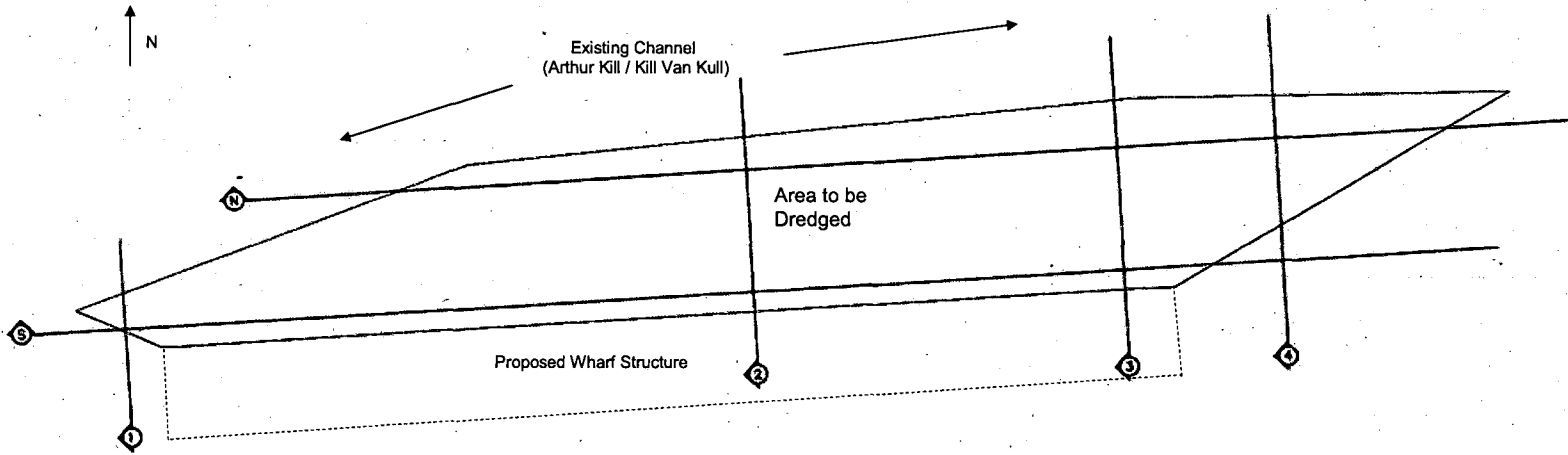 N
Existing Channel
(Arthur Kill / Kill Van Kull)
N
Area to be
Dredged
S
Proposed Wharf Structure
2
3
4
1